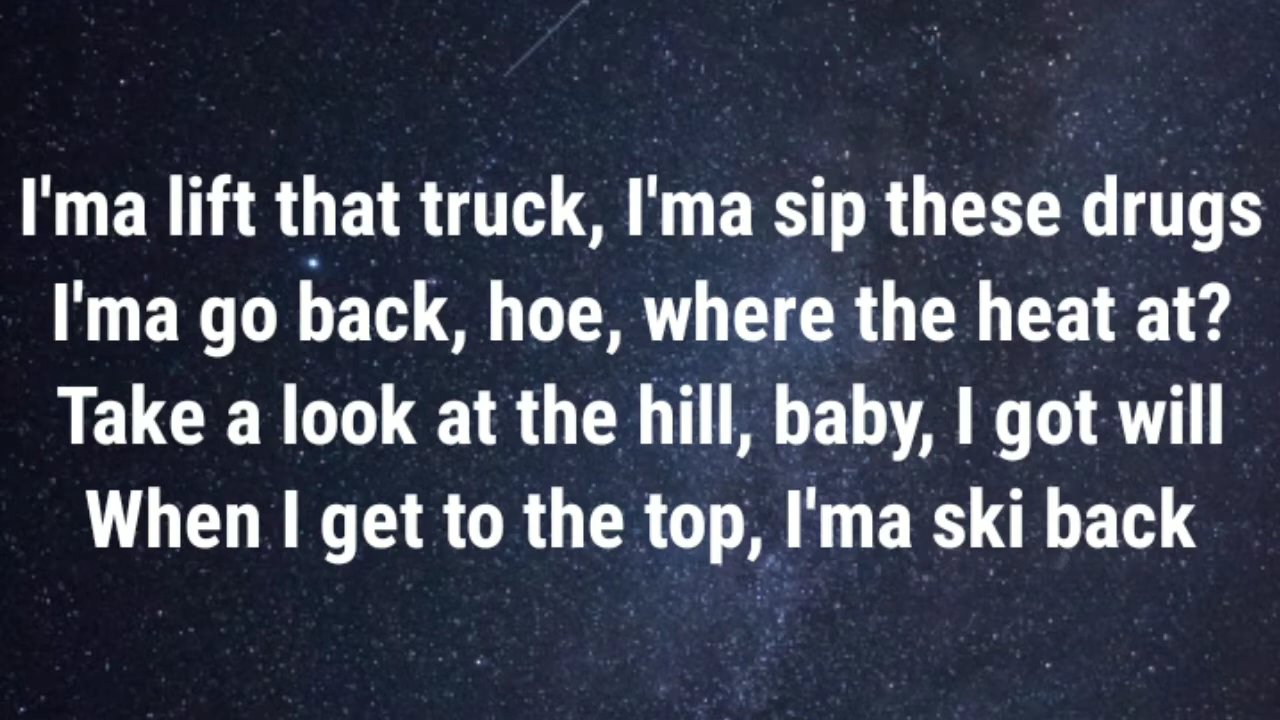 I'ma lift that truck, I'ma sip these drugs
I'ma go back, hoe, where the heat at?
Take a look at the hill, baby, I got will
When I get to the top, I'ma ski back